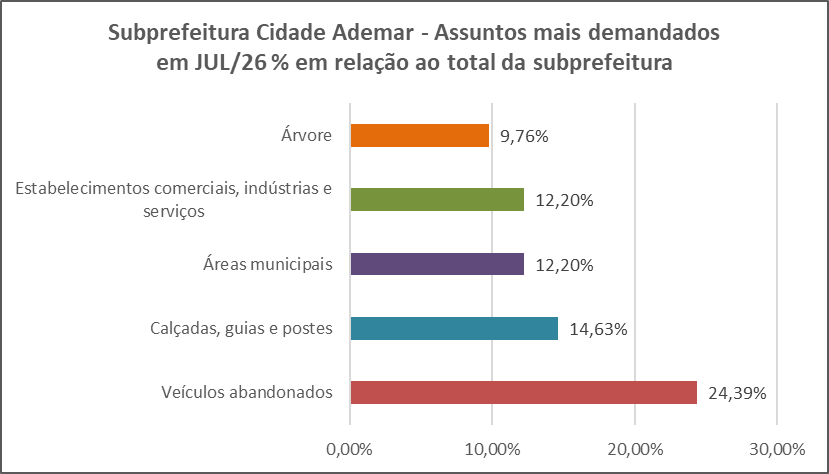 Subprefeitura Cidade Ademar - Assuntos mais demandados
em JUL/26 % em relação ao total da subprefeitura
Árvore
9,76%
Estabelecimentos comerciais, indústrias e
serviços
12,20%
Áreas municipais
12,20%
Calçadas, guias e postes
14,63%
Veículos abandonados
24,39%
0,00%
10,00%
20,00%
30,00%